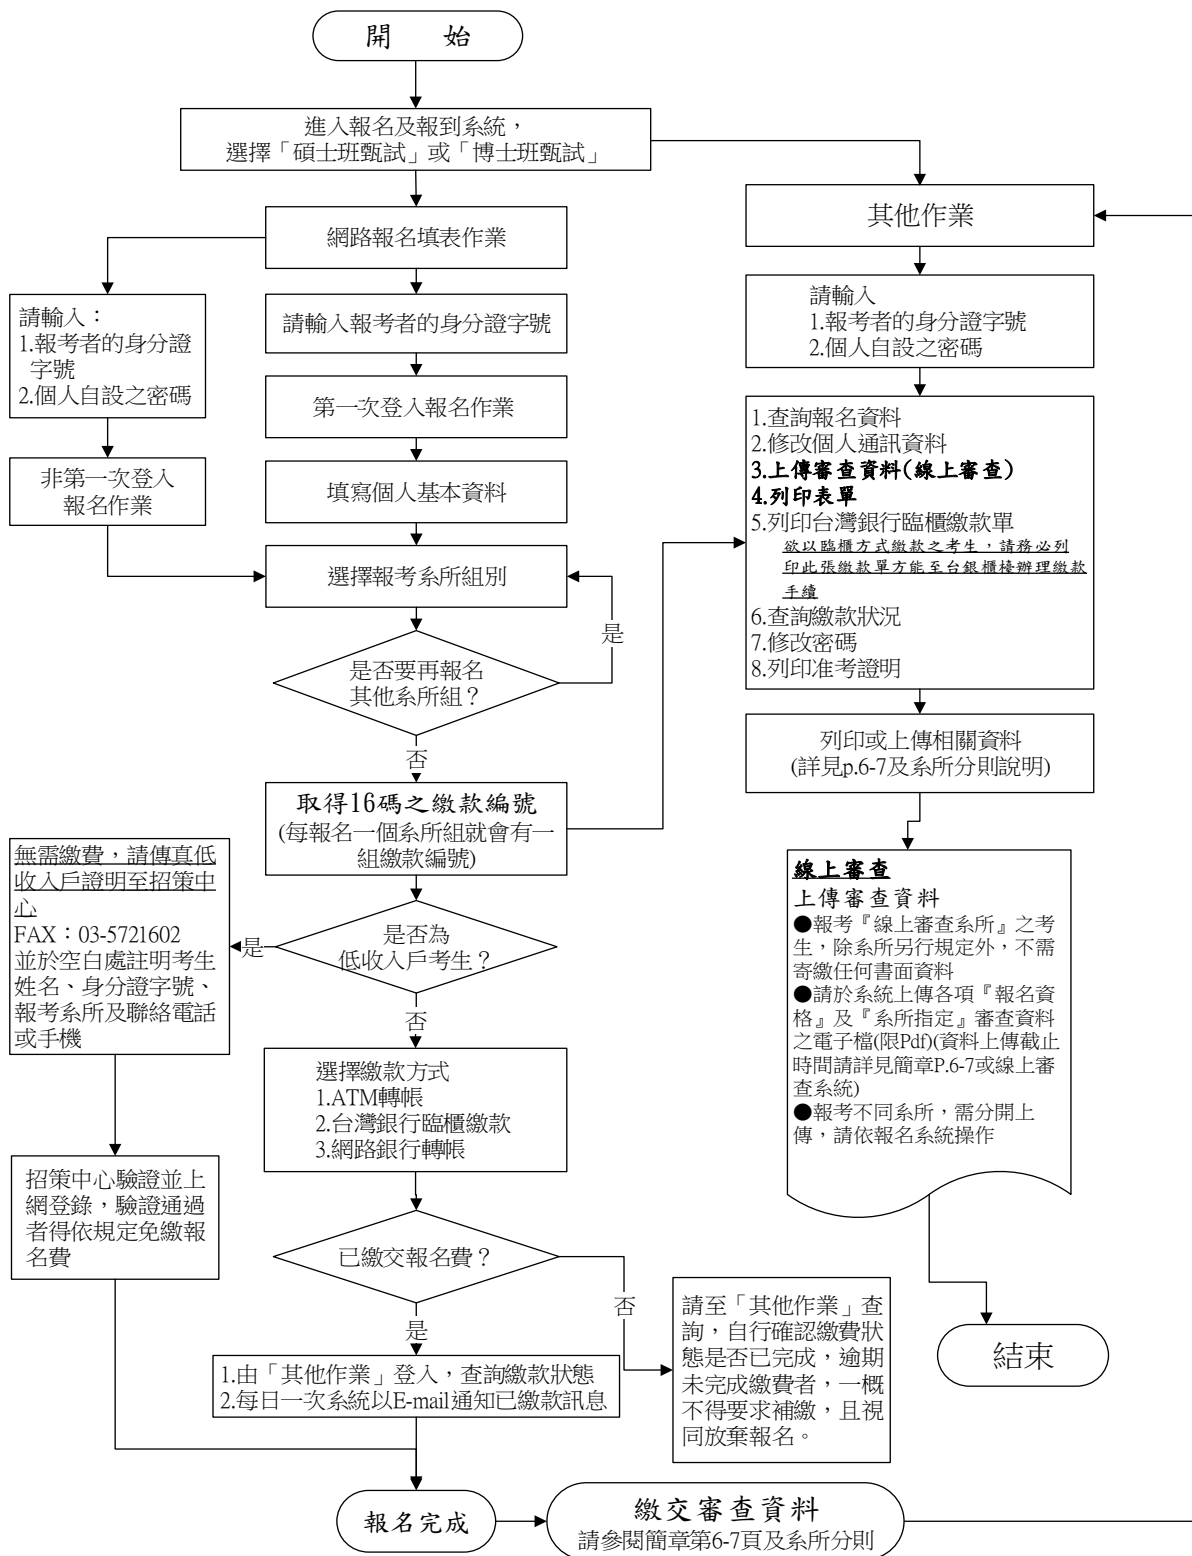 開 始
進入報名及報到系統，
選擇「碩士班甄試」或「博士班甄試」
網路報名填表作業
請輸入：
1.報考者的身分證
字號
2.個人自設之密碼
非第一次登入
報名作業
請輸入報考者的身分證字號
第一次登入報名作業
填寫個人基本資料
選擇報考系所組別
是否要再報名
其他系所組？
是
否
取得16碼之繳款編號
(每報名一個系所組就會有一
組繳款編號)
是否為
低收入戶考生？
是
無需繳費，請傳真低
收入戶證明至招策中
心
FAX：03-5721602
並於空白處註明考生
姓名、身分證字號、
報考系所及聯絡電話
或手機
招策中心驗證並上
網登錄，驗證通過
者得依規定免繳報
名費
否
選擇繳款方式
1.ATM轉帳
2.台灣銀行臨櫃繳款
3.網路銀行轉帳
已繳交報名費？
否
請至「其他作業」查
詢，自行確認繳費狀
態是否已完成，逾期
未完成繳費者，一概
不得要求補繳，且視
同放棄報名。
是
1.由「其他作業」登入，查詢繳款狀態
2.每日一次系統以E-mail通知已繳款訊息
報名完成
繳交審查資料
請參閱簡章第6-7頁及系所分則
其他作業
請輸入
1.報考者的身分證字號
2.個人自設之密碼
1.查詢報名資料
2.修改個人通訊資料
3.上傳審查資料(線上審查)
4.列印表單
5.列印台灣銀行臨櫃繳款單
欲以臨櫃方式繳款之考生，請務必列
印此張繳款單方能至台銀櫃檯辦理繳款
手續
6.查詢繳款狀況
7.修改密碼
8.列印准考證明
列印或上傳相關資料
(詳見p.6-7及系所分則說明)
線上審查
上傳審查資料
●報考『線上審查系所』之考
生，除系所另行規定外，不需
寄繳任何書面資料
●請於系統上傳各項『報名資
格』及『系所指定』審查資料
之電子檔(限Pdf)(資料上傳截止
時間請詳見簡章P.6-7或線上審
查系統)
●報考不同系所，需分開上
傳，請依報名系統操作
結束